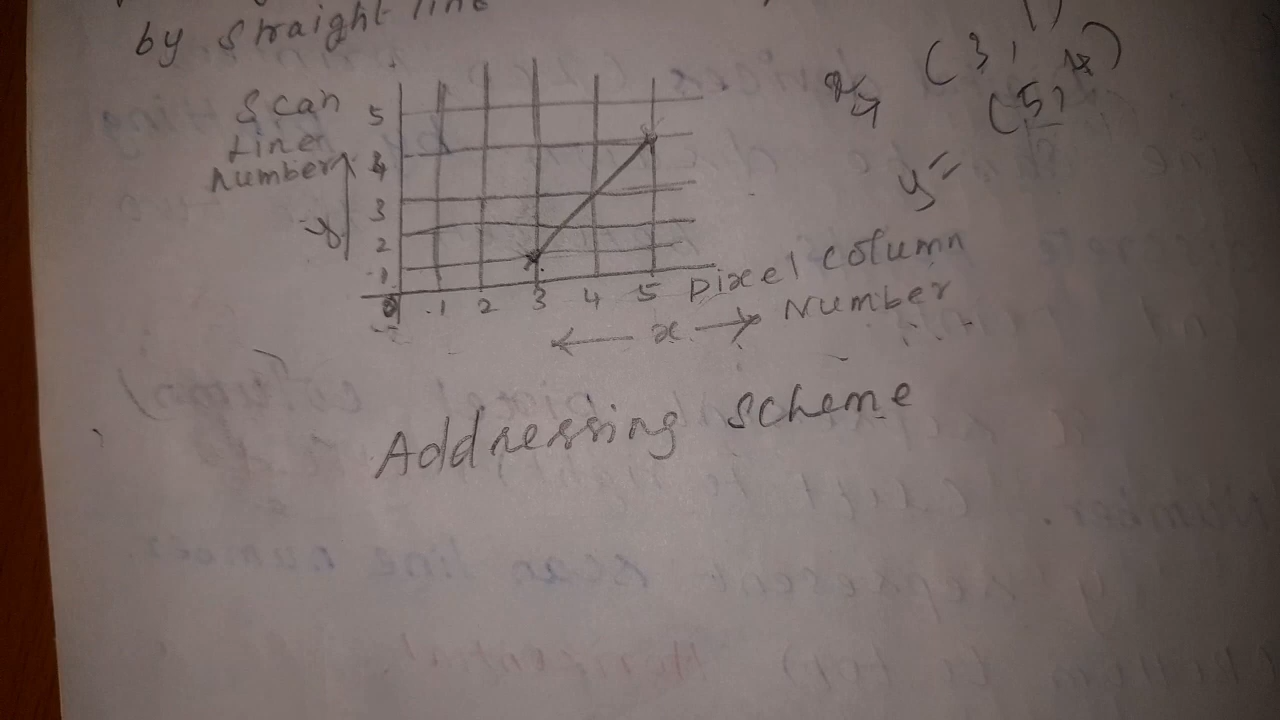 by straight line
(3, 
(5, 4)
y=
Scan
Line
number
y
5
4
3
2
1
0 1 2 3 4 5 Pixel column
Number
x
Addressing Scheme